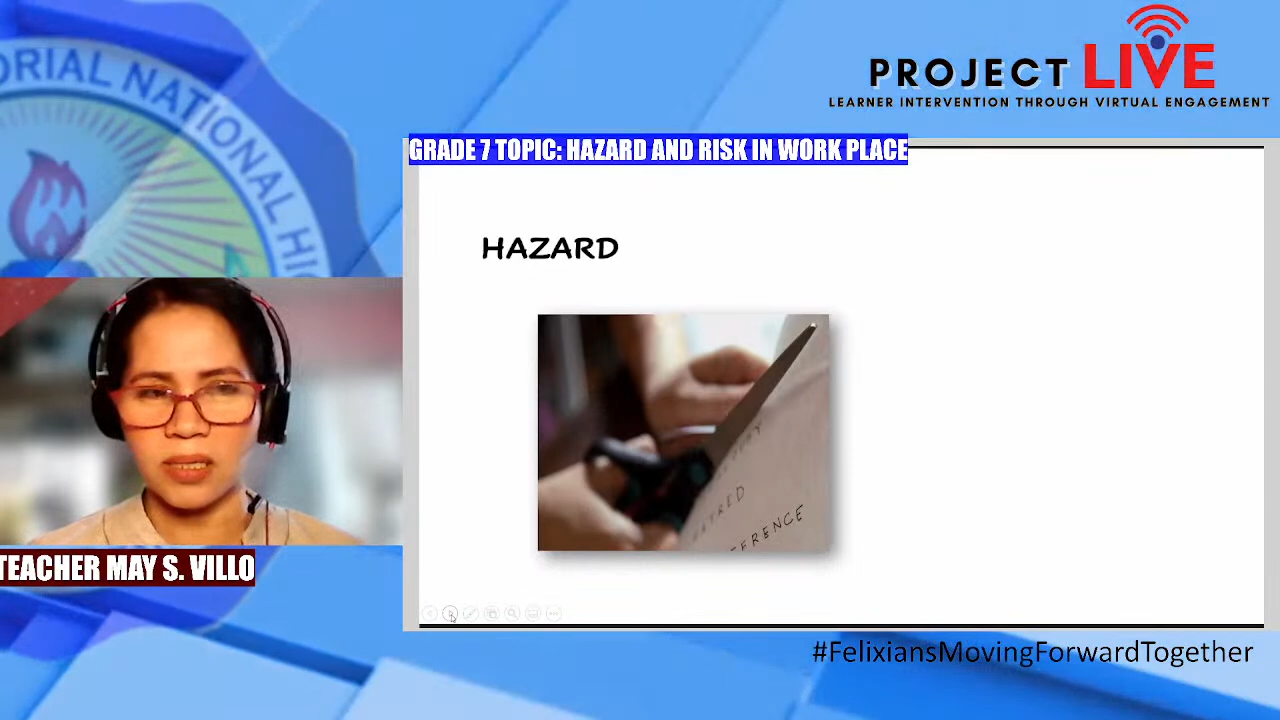 PROJECT LIVE
LEARNER INTERVENTION THROUGH VIRTUAL ENGAGEMENT
ORIAL NATIONAL HI
GRADE 7 TOPIC: HAZARD AND RISK IN WORK PLACE
HAZARD
TEACHER MAY S. VILLO
#FelixiansMovingForwardTogether